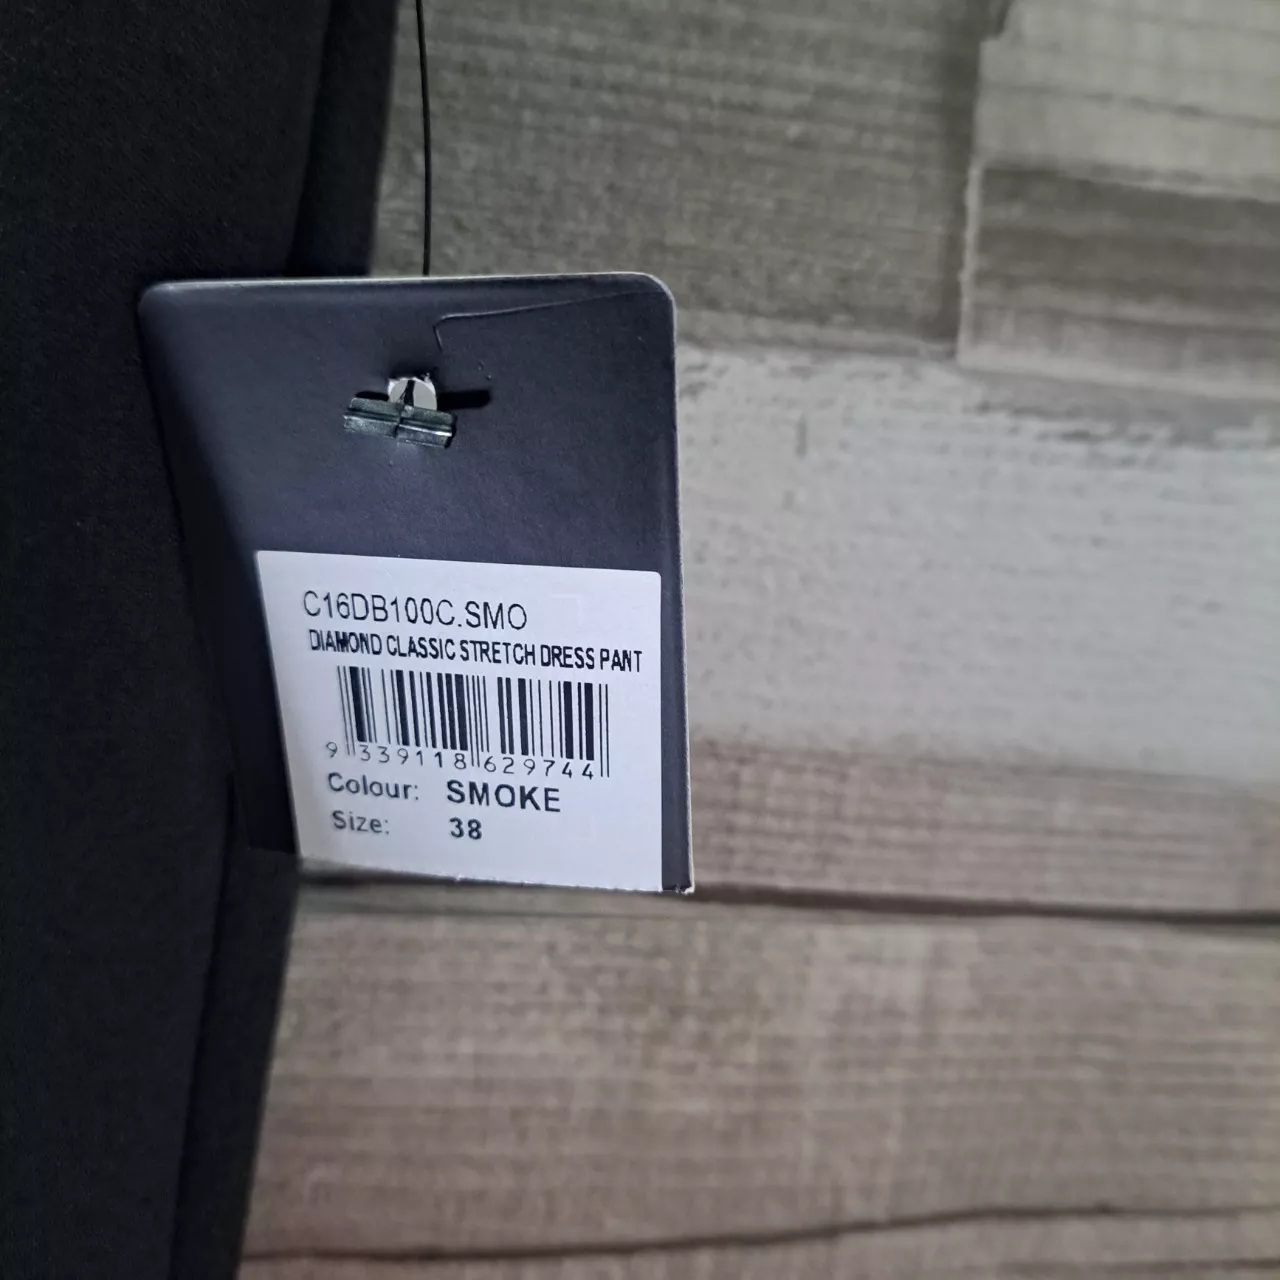 C16DB100C.SMO
DIAMOND CLASSIC STRETCH DRESS PANT
9 339118 629744
Colour: SMOKE
Size: 38